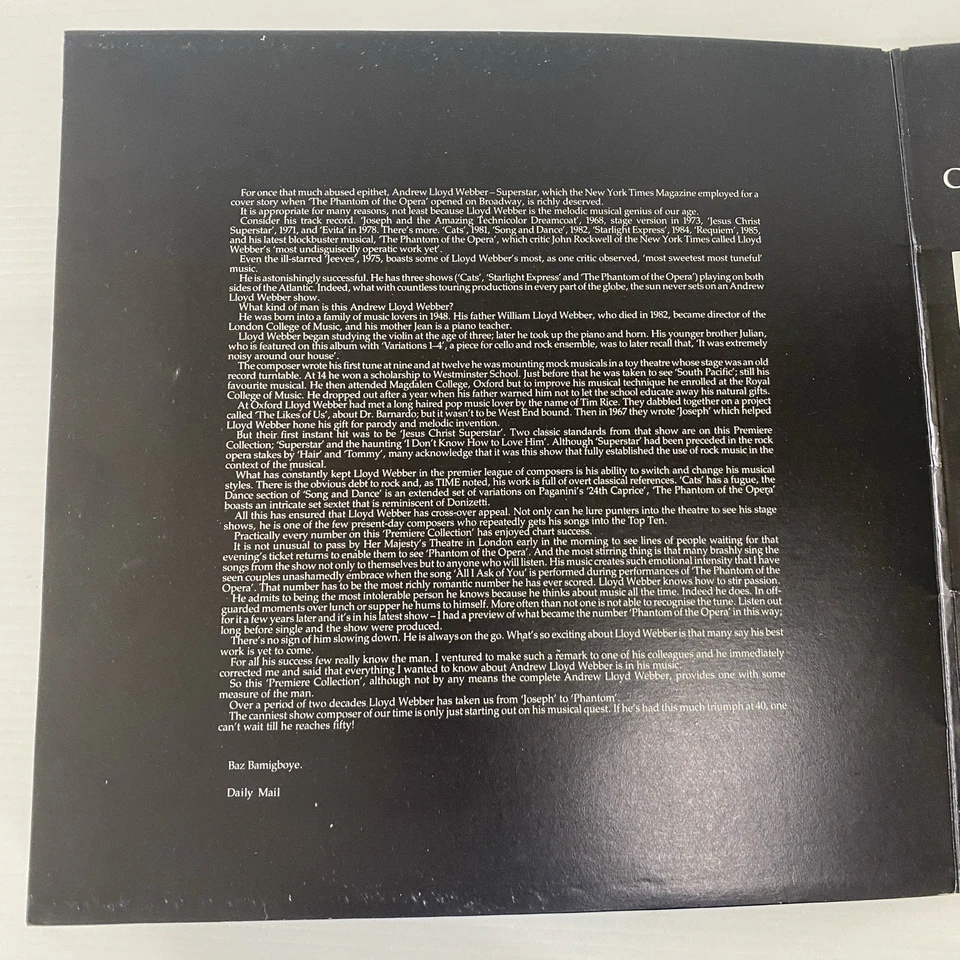 For once that much abused epithet, Andrew Lloyd Webber – Superstar, which the New York Times Magazine employed for a
cover story when 'The Phantom of the Opera' opened on Broadway, is richly deserved.
It is appropriate for many reasons, not least because Lloyd Webber is the melodic musical genius of our age.
Consider his track record. 'Joseph and the Amazing Technicolor Dreamcoat', 1968, stage version in 1973, 'Jesus Christ
Superstar', 1971, and 'Evita' in 1978. There's more. 'Cats', 1981, 'Song and Dance', 1982, 'Starlight Express', 1984, 'Requiem', 1985,
and his latest blockbuster musical, 'The Phantom of the Opera', which critic John Rockwell of the New York Times called Lloyd
Webber's 'most undisguisedly operatic work yet'.
Even the ill-starred 'Jeeves', 1975, boasts some of Lloyd Webber's most, as one critic observed, 'most sweetest most tuneful'
music.
He is astonishingly successful. He has three shows ('Cats', 'Starlight Express' and 'The Phantom of the Opera') playing on both
sides of the Atlantic. Indeed, what with countless touring productions in every part of the globe, the sun never sets on an Andrew
Lloyd Webber show.
What kind of man is this Andrew Lloyd Webber?
He was born into a family of music lovers in 1948. His father William Lloyd Webber, who died in 1982, became director of the
London College of Music, and his mother Jean is a piano teacher.
Lloyd Webber began studying the violin at the age of three; later he took up the piano and horn. His younger brother Julian,
who is featured on this album with 'Variations 1–4', a piece for cello and rock ensemble, was to later recall that, 'It was extremely
noisy around our house'.
The composer wrote his first tune at nine and at twelve he was mounting mock musicals in a toy theatre whose stage was an old
record turntable. At 14 he won a scholarship to Westminster School. Just before that he was taken to see 'South Pacific'; still his
favourite musical. He then attended Magdalen College, Oxford but to improve his musical technique he enrolled at the Royal
College of Music. He dropped out after a year when his father warned him not to let the school educate away his natural gifts.
At Oxford Lloyd Webber had met a long haired pop music lover by the name of Tim Rice. They dabbled together on a project
called 'The Likes of Us', about Dr. Barnardo; but it wasn't to be West End bound. Then in 1967 they wrote 'Joseph' which helped
Lloyd Webber hone his gift for parody and melodic invention.
But their first instant hit was to be 'Jesus Christ Superstar'. Two classic standards from that show are on this Premiere
Collection; 'Superstar' and the haunting 'I Don't Know How to Love Him'. Although 'Superstar' had been preceded in the rock
opera stakes by 'Hair' and 'Tommy', many acknowledge that it was this show that fully established the use of rock music in the
context of the musical.
What has constantly kept Lloyd Webber in the premier league of composers is his ability to switch and change his musical
styles. There is the obvious debt to rock and, as TIME noted, his work is full of overt classical references. 'Cats' has a fugue, the
Dance section of 'Song and Dance' is an extended set of variations on Paganini's '24th Caprice', 'The Phantom of the Opera'
boasts an intricate set sextet that is reminiscent of Donizetti.
All this has ensured that Lloyd Webber has cross-over appeal. Not only can he lure punters into the theatre to see his stage
shows, he is one of the few present-day composers who repeatedly gets his songs into the Top Ten.
Practically every number on this 'Premiere Collection' has enjoyed chart success.
It is not unusual to pass by Her Majesty's Theatre in London early in the morning to see lines of people waiting for that
evening's ticket returns to enable them to see 'Phantom of the Opera'. And the most stirring thing is that many brashly sing the
songs from the show not only to themselves but to anyone who will listen. His music creates such emotional intensity that I have
seen couples unashamedly embrace when the song 'All I Ask of You' is performed during performances of 'The Phantom of the
Opera'. That number has to be the most richly romantic number he has ever scored. Lloyd Webber knows how to stir passion.
He admits to being the most intolerable person he knows because he thinks about music all the time. Indeed he does. In off-
guarded moments over lunch or supper he hums to himself. More often than not one is not able to recognise the tune. Listen out
for it a few years later and it's in his latest show – I had a preview of what became the number 'Phantom of the Opera' in this way;
long before single and the show were produced.
There's no sign of him slowing down. He is always on the go. What's so exciting about Lloyd Webber is that many say his best
work is yet to come.
For all his success few really know the man. I ventured to make such a remark to one of his colleagues and he immediately
corrected me and said that everything I wanted to know about Andrew Lloyd Webber is in his music.
So this 'Premiere Collection', although not by any means the complete Andrew Lloyd Webber, provides one with some
measure of the man.
Over a period of two decades Lloyd Webber has taken us from 'Joseph' to 'Phantom'.
The canniest show composer of our time is only just starting out on his musical quest. If he's had this much triumph at 40, one
can't wait till he reaches fifty!
Baz Bamigboye.
Daily Mail